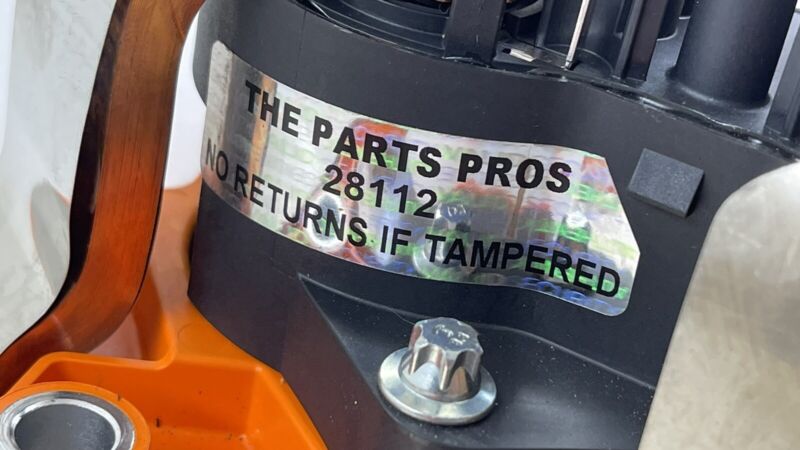 THE PARTS PROS
28112
NO RETURNS IF TAMPERED